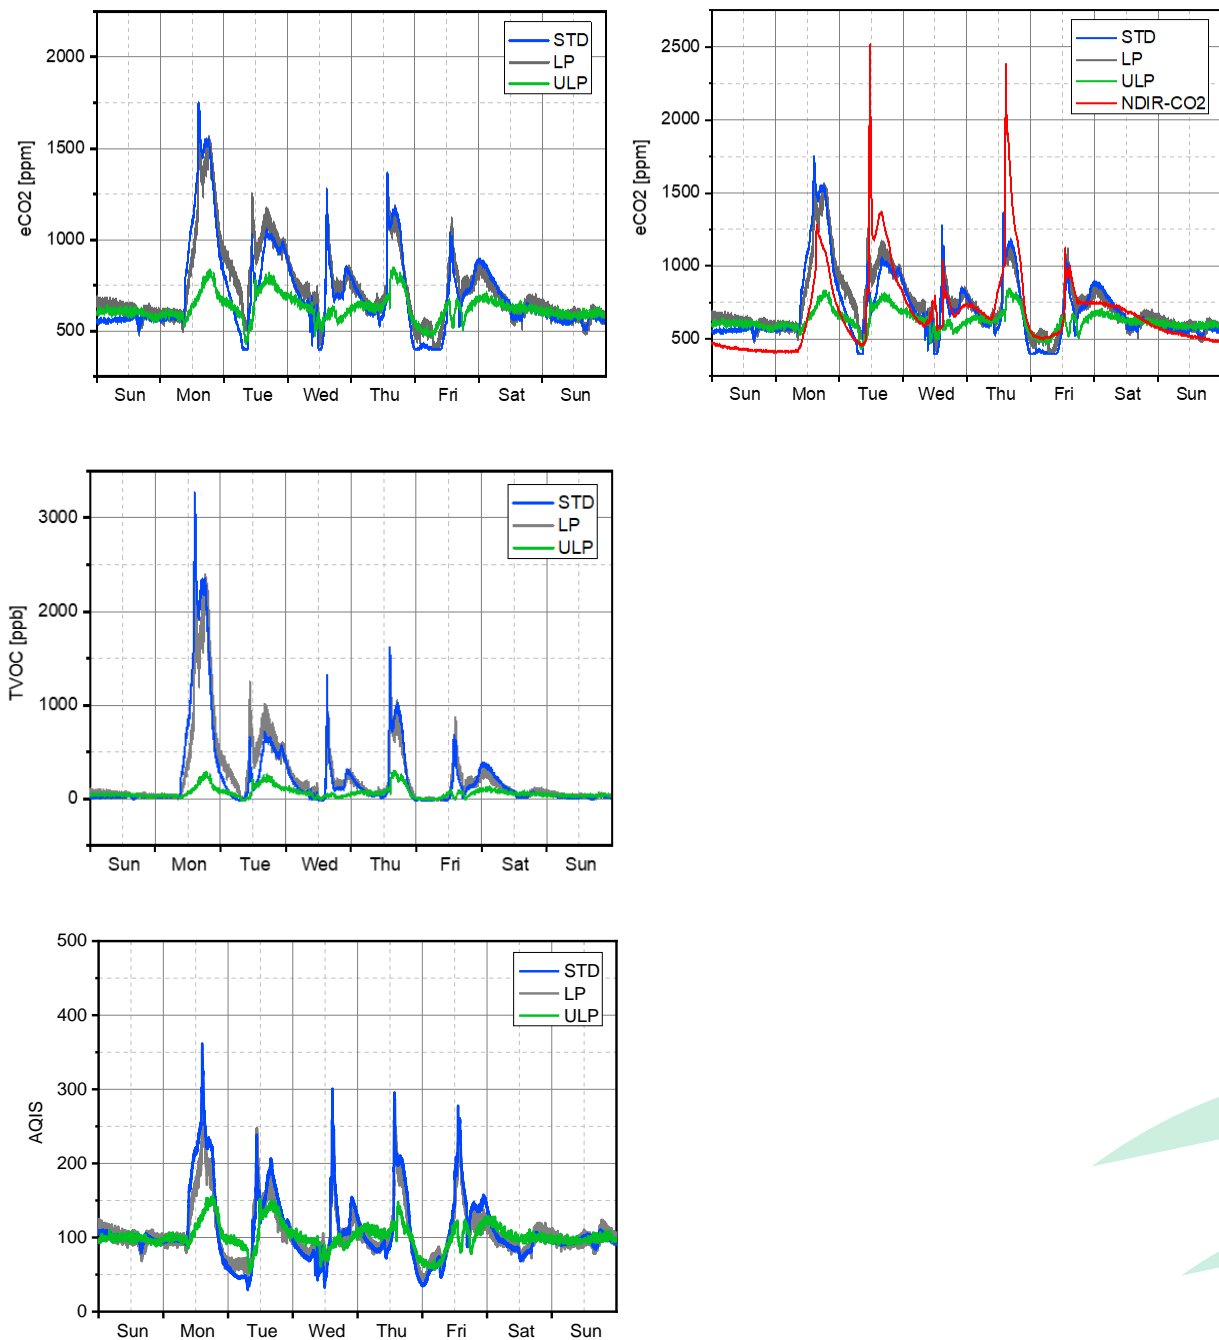 eCO2 [ppm]
2000
1500
1000
500
STD
LP
ULP
Sun Mon Tue Wed Thu Fri Sat Sun
eCO2 [ppm]
2500
2000
1500
1000
500
STD
LP
ULP
NDIR-CO2
Sun Mon Tue Wed Thu Fri Sat Sun
TVOC [ppb]
3000
2000
1000
0
STD
LP
ULP
Sun Mon Tue Wed Thu Fri Sat Sun
AQIS
500
400
300
200
100
0
STD
LP
ULP
Sun Mon Tue Wed Thu Fri Sat Sun